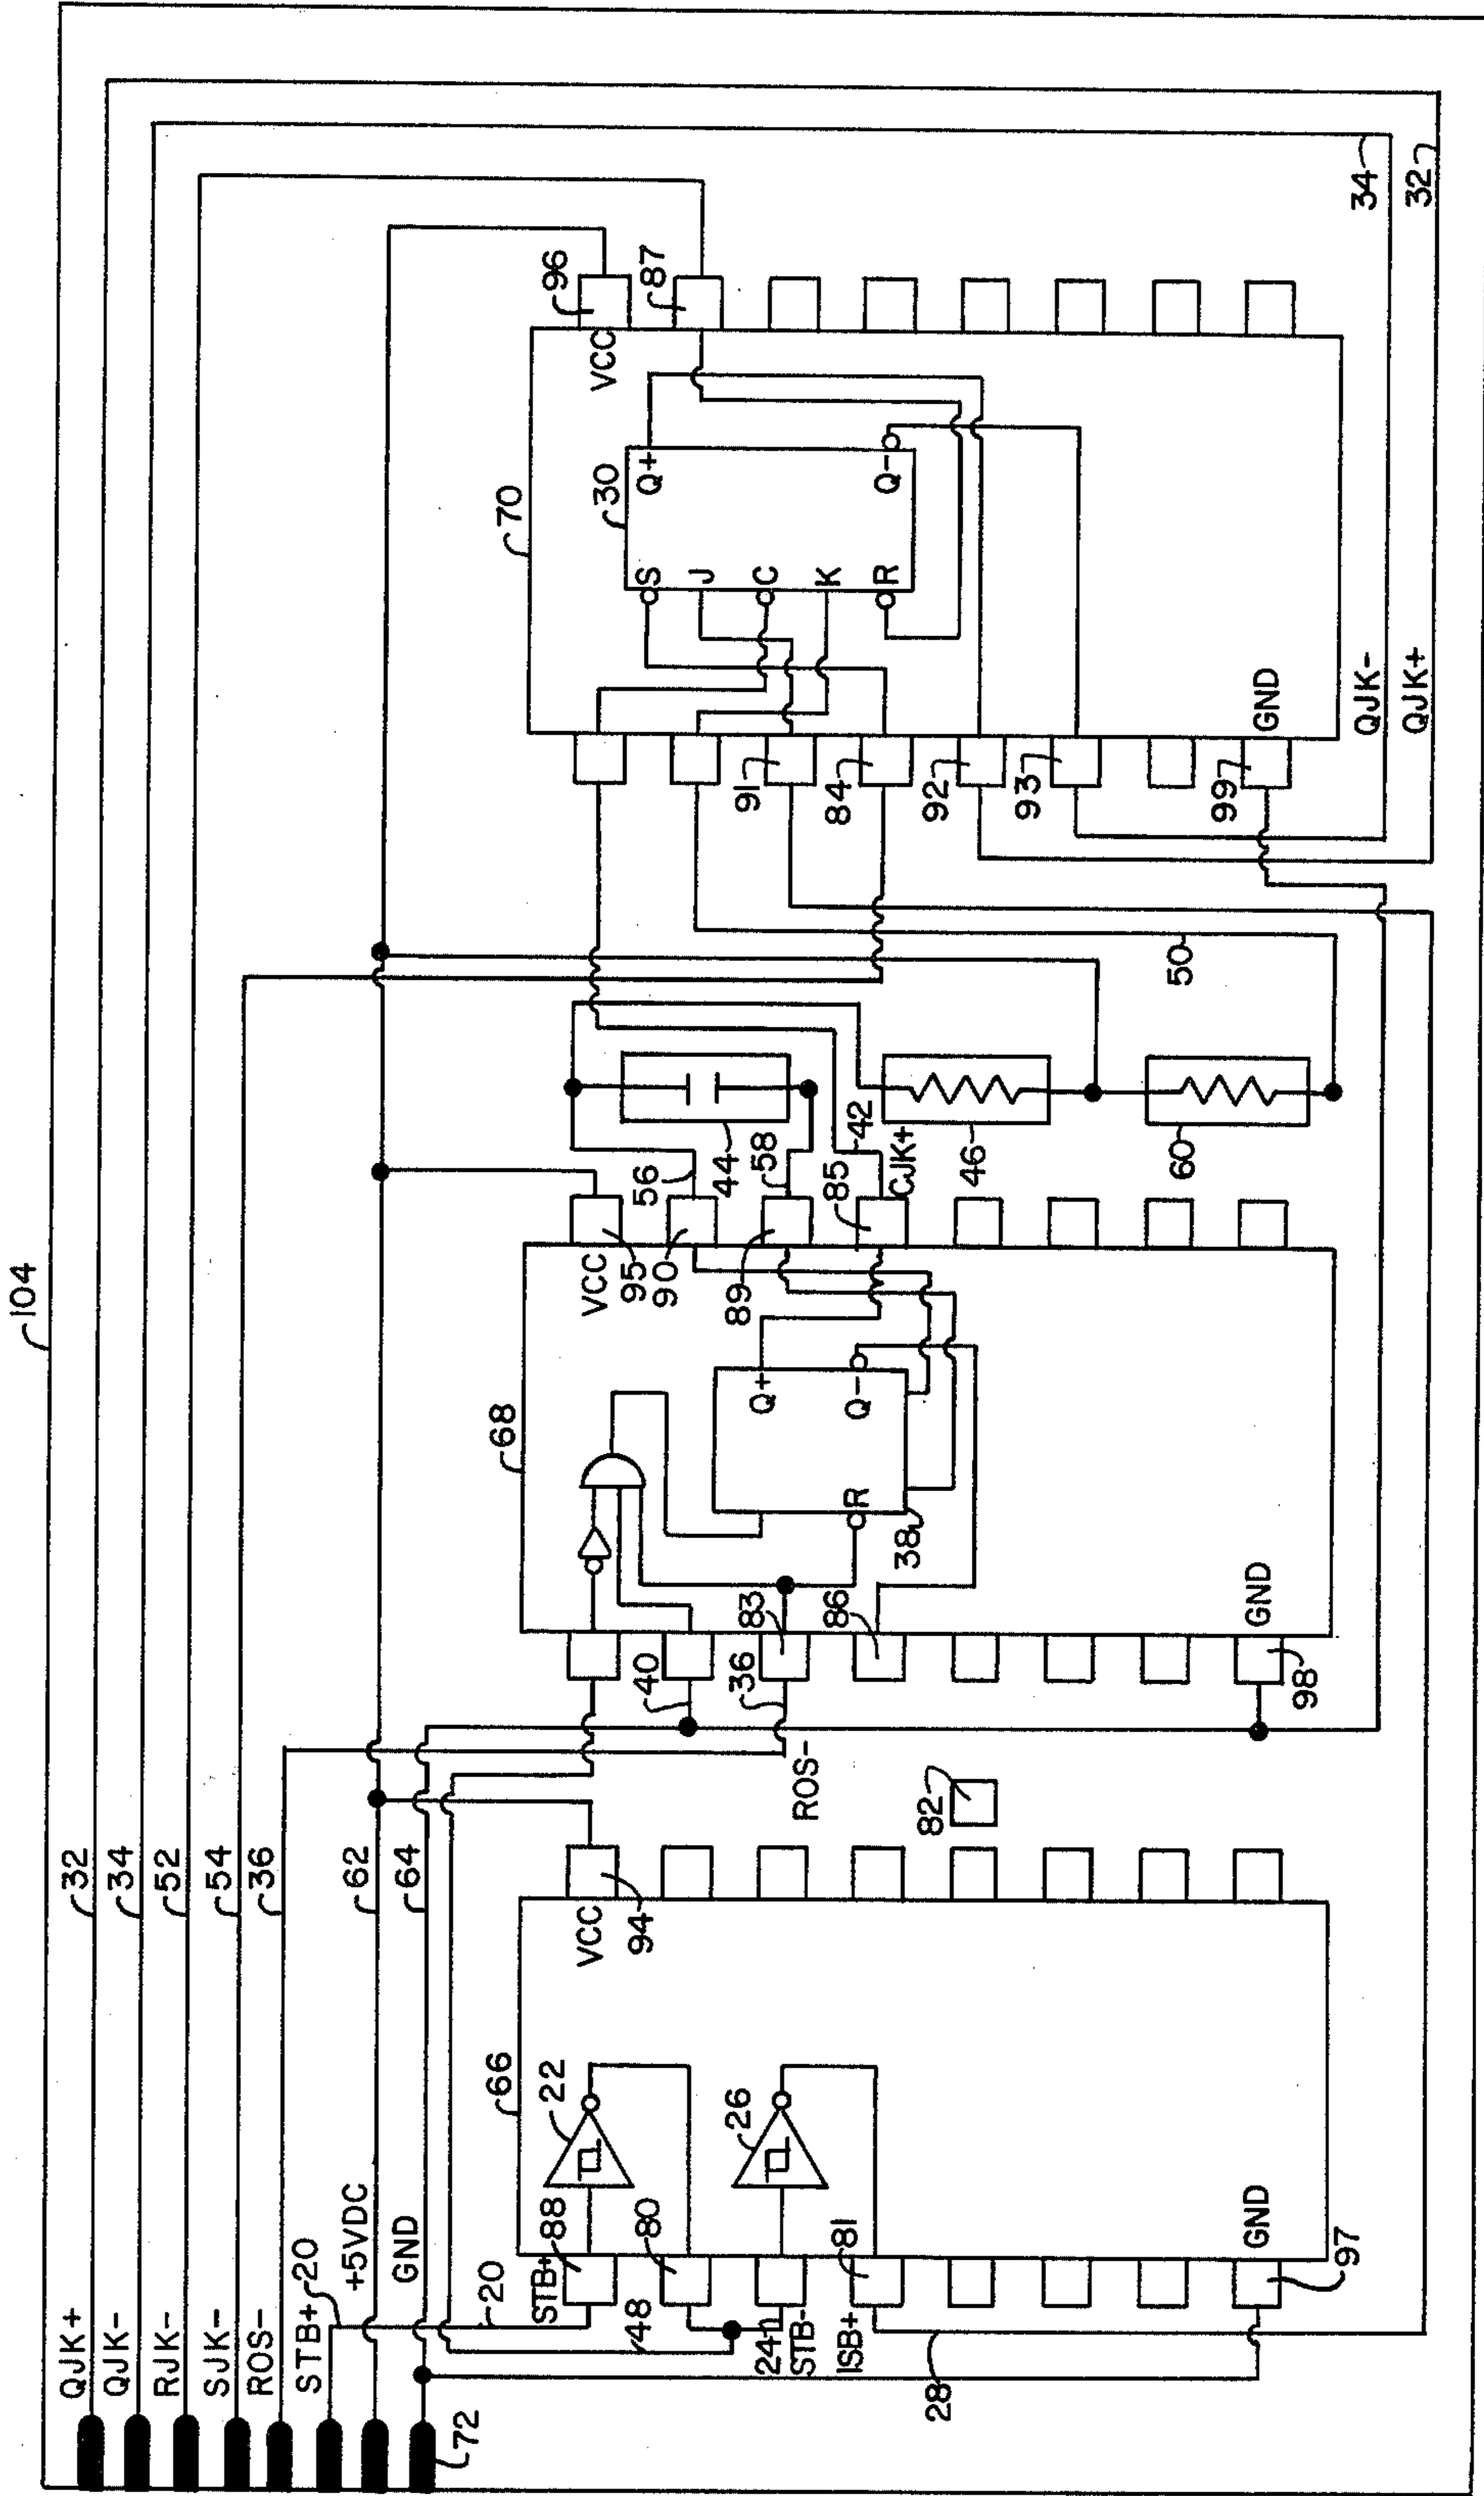 104
QJK+
32
QJK-
34
RJK-
52
SJK-
54
ROS-
36
STB+
20
+5VDC
62
GND
64
72
66
68
70
STB+
88
22
VCC
94
20
48
80
24
STB-
26
ISB+
81
28
GND
97
82
ROS-
40
36
83
86
R
38
Q+
Q-
VCC
95
90
89
56
44
58
85
42
CJK+
46
60
50
GND
98
30
S
J
C
K
R
Q+
Q-
VCC
96
87
91
84
92
93
99
GND
QJK-
34
QJK+
32